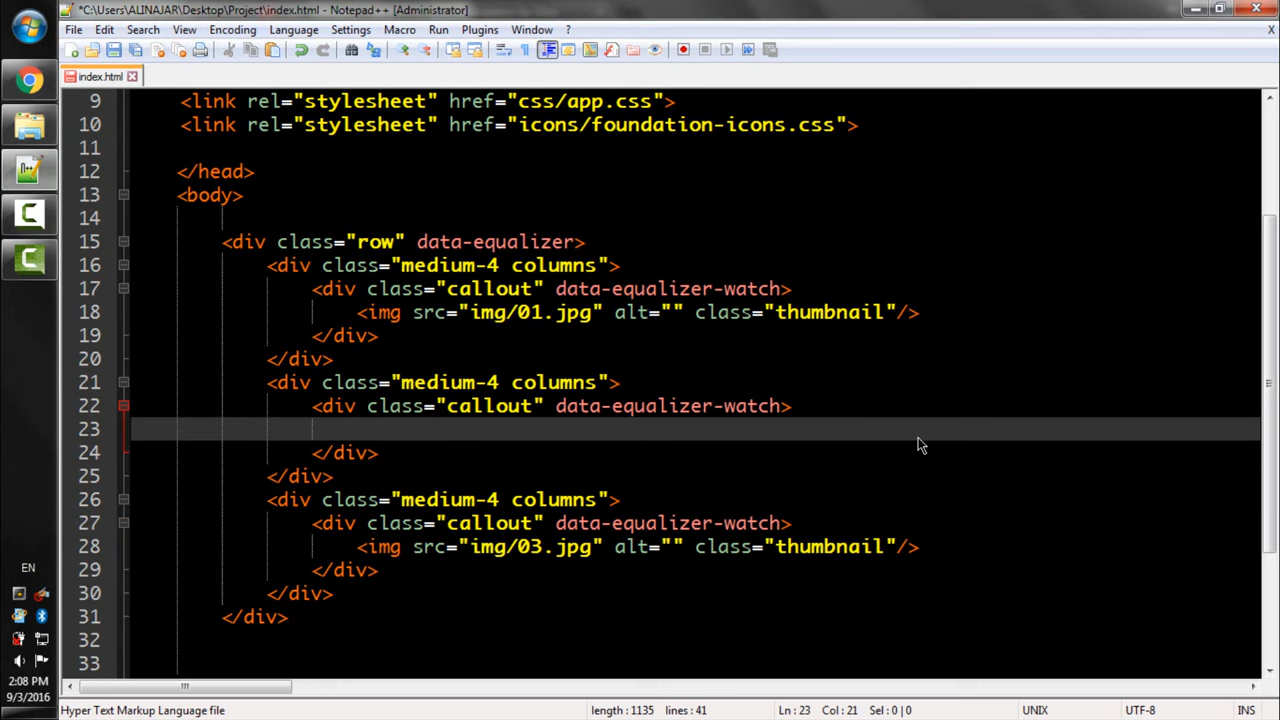 *C:\Users\ALINAJAR\Desktop\Project\index.html - Notepad++ [Administrator]
File Edit Search View Encoding Language Settings Macro Run Plugins Window ? X
index.html
9 <link rel="stylesheet" href="css/app.css">
10 <link rel="stylesheet" href="icons/foundation-icons.css">
11
12 </head>
13 <body>
14
15 <div class="row" data-equalizer>
16 <div class="medium-4 columns">
17 <div class="callout" data-equalizer-watch>
18 <img src="img/01.jpg" alt="" class="thumbnail"/>
19 </div>
20 </div>
21 <div class="medium-4 columns">
22 <div class="callout" data-equalizer-watch>
23
24 </div>
25 </div>
26 <div class="medium-4 columns">
27 <div class="callout" data-equalizer-watch>
28 <img src="img/03.jpg" alt="" class="thumbnail"/>
29 </div>
30 </div>
31 </div>
32
33
EN
2:08 PM
9/3/2016
Hyper Text Markup Language file length : 1135 lines : 41 Ln : 23 Col : 21 Sel : 0 | 0 UNIX UTF-8 INS